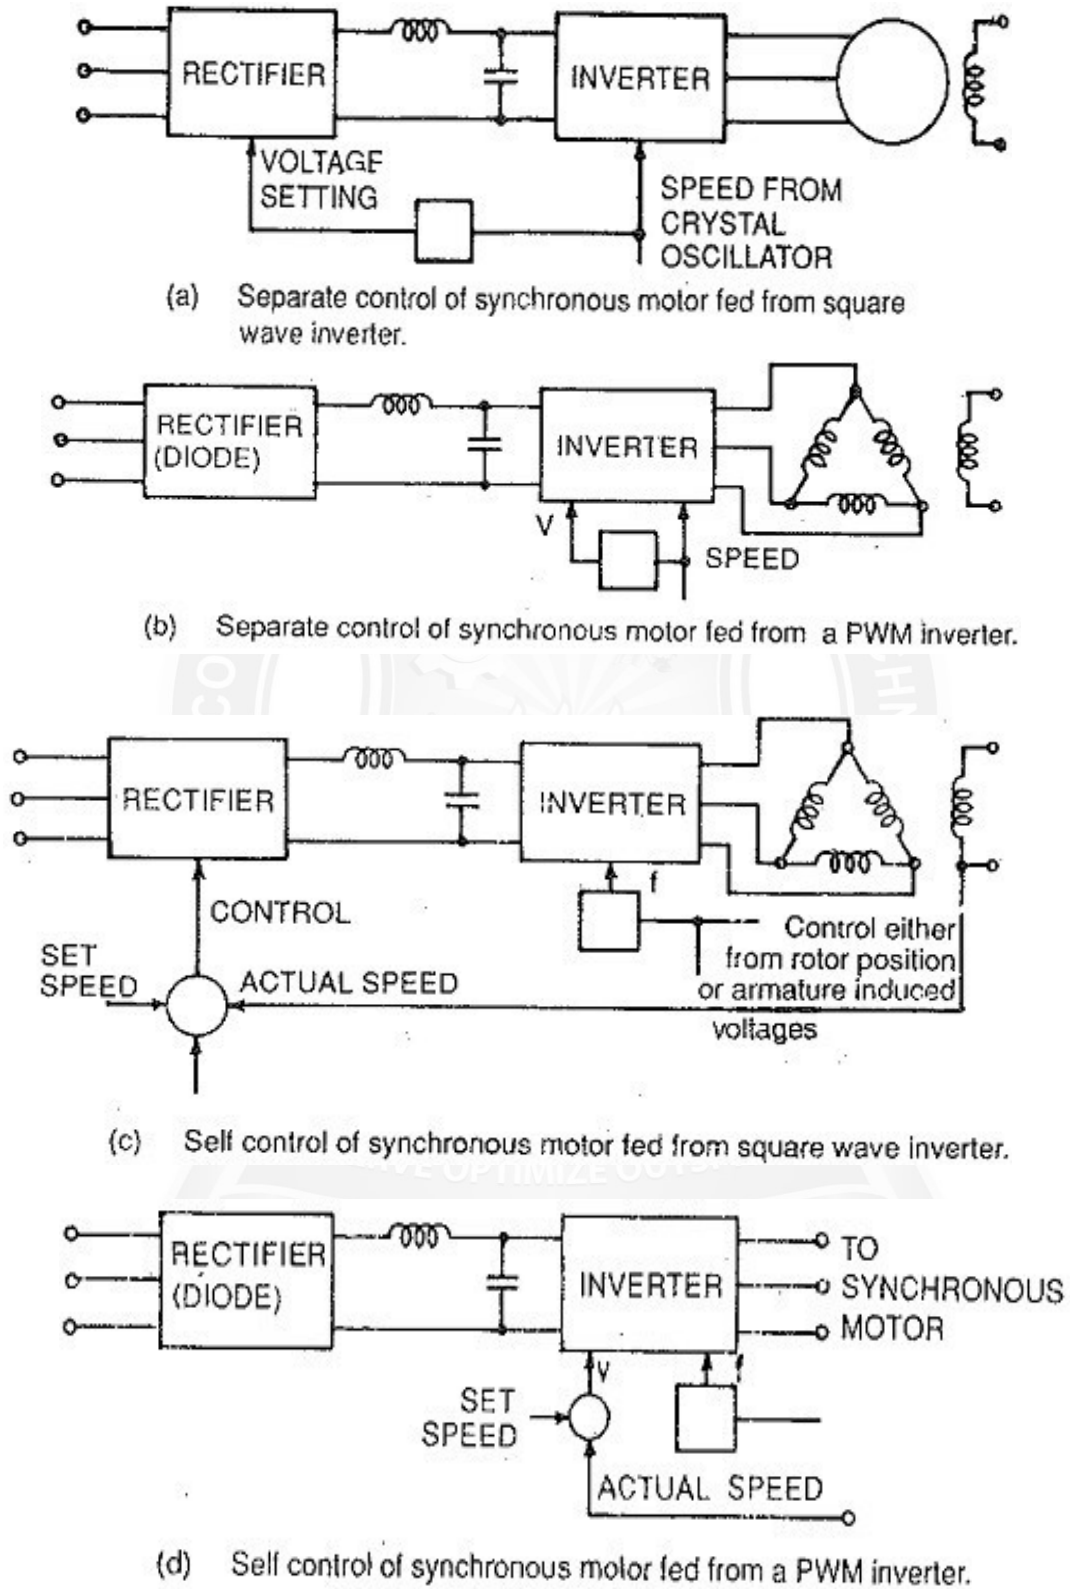 RECTIFIER
INVERTER
VOLTAGE
SETTING
SPEED FROM
CRYSTAL
OSCILLATOR
(a) Separate control of synchronous motor fed from square
wave inverter.
RECTIFIER
(DIODE)
INVERTER
V
SPEED
(b) Separate control of synchronous motor fed from a PWM inverter.
RECTIFIER
INVERTER
f
CONTROL
SET
SPEED
ACTUAL SPEED
Control either
from rotor position
or armature induced
voltages
(c) Self control of synchronous motor fed from square wave inverter.
OPTIMIZE
RECTIFIER
(DIODE)
INVERTER
TO
SYNCHRONOUS
MOTOR
V
f
SET
SPEED
ACTUAL SPEED
(d) Self control of synchronous motor fed from a PWM inverter.